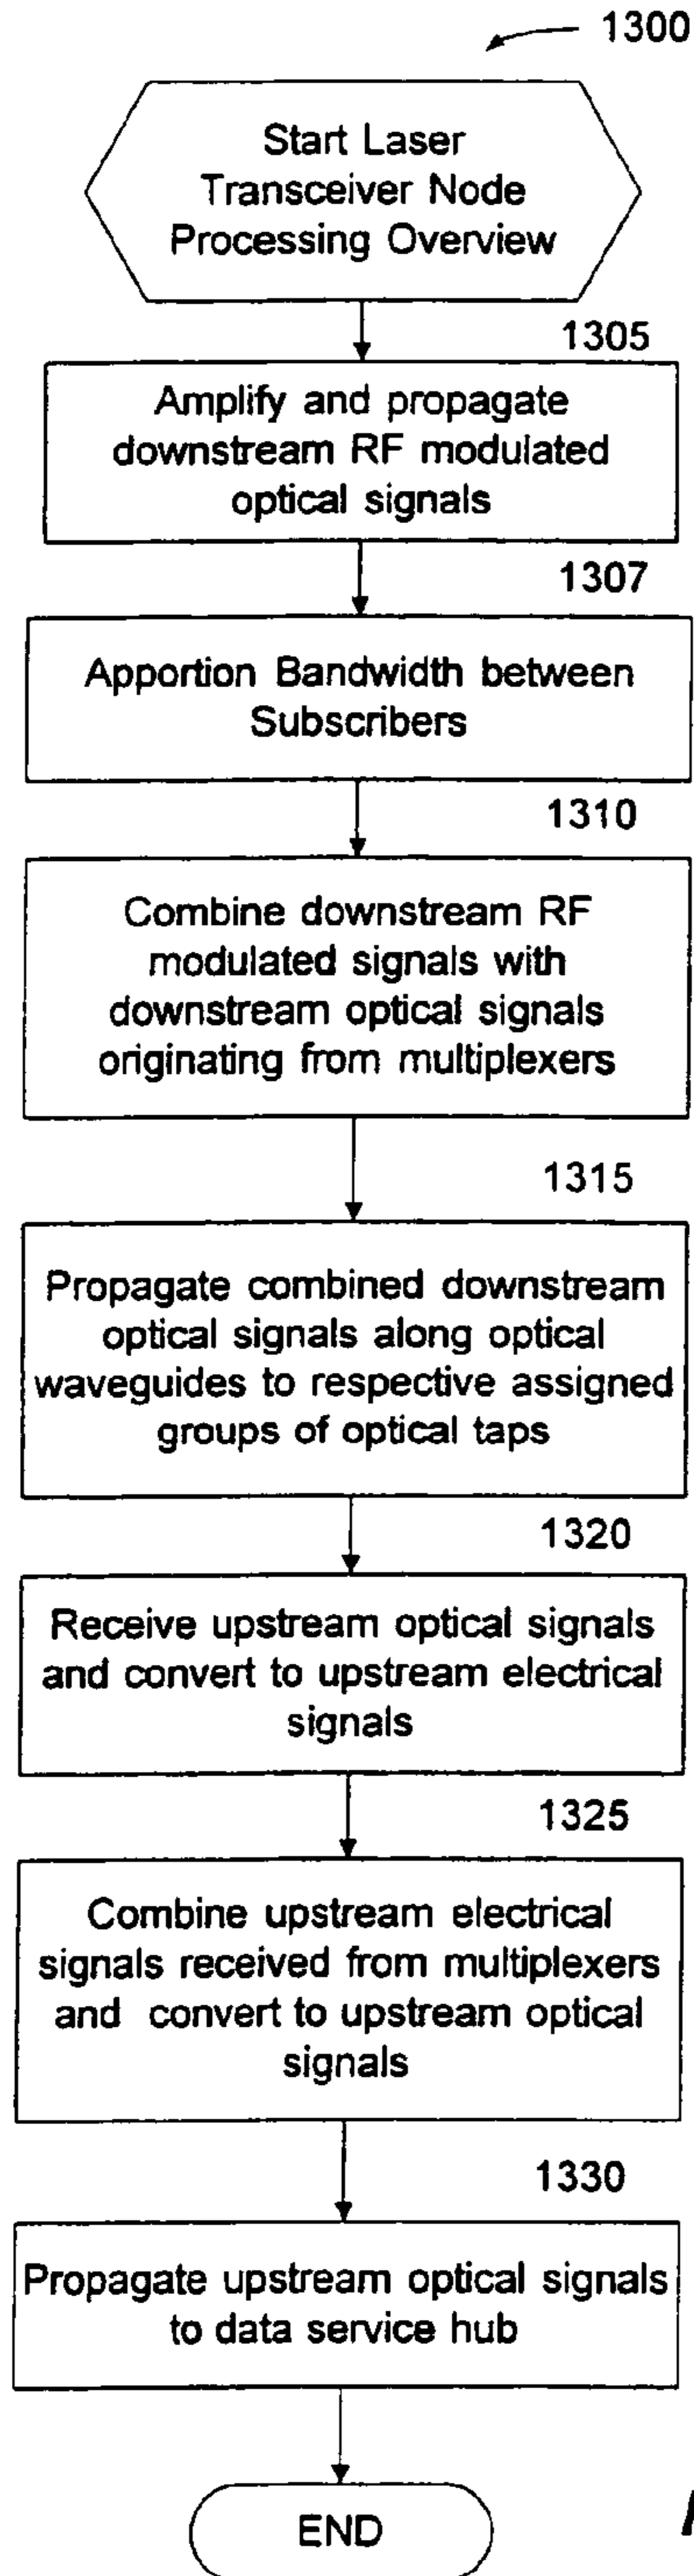 1300
Start Laser
Transceiver Node
Processing Overview
1305
Amplify and propagate
downstream RF modulated
optical signals
1307
Apportion Bandwidth between
Subscribers
1310
Combine downstream RF
modulated signals with
downstream optical signals
originating from multiplexers
1315
Propagate combined downstream
optical signals along optical
waveguides to respective assigned
groups of optical taps
1320
Receive upstream optical signals
and convert to upstream electrical
signals
1325
Combine upstream electrical
signals received from multiplexers
and convert to upstream optical
signals
1330
Propagate upstream optical signals
to data service hub
END